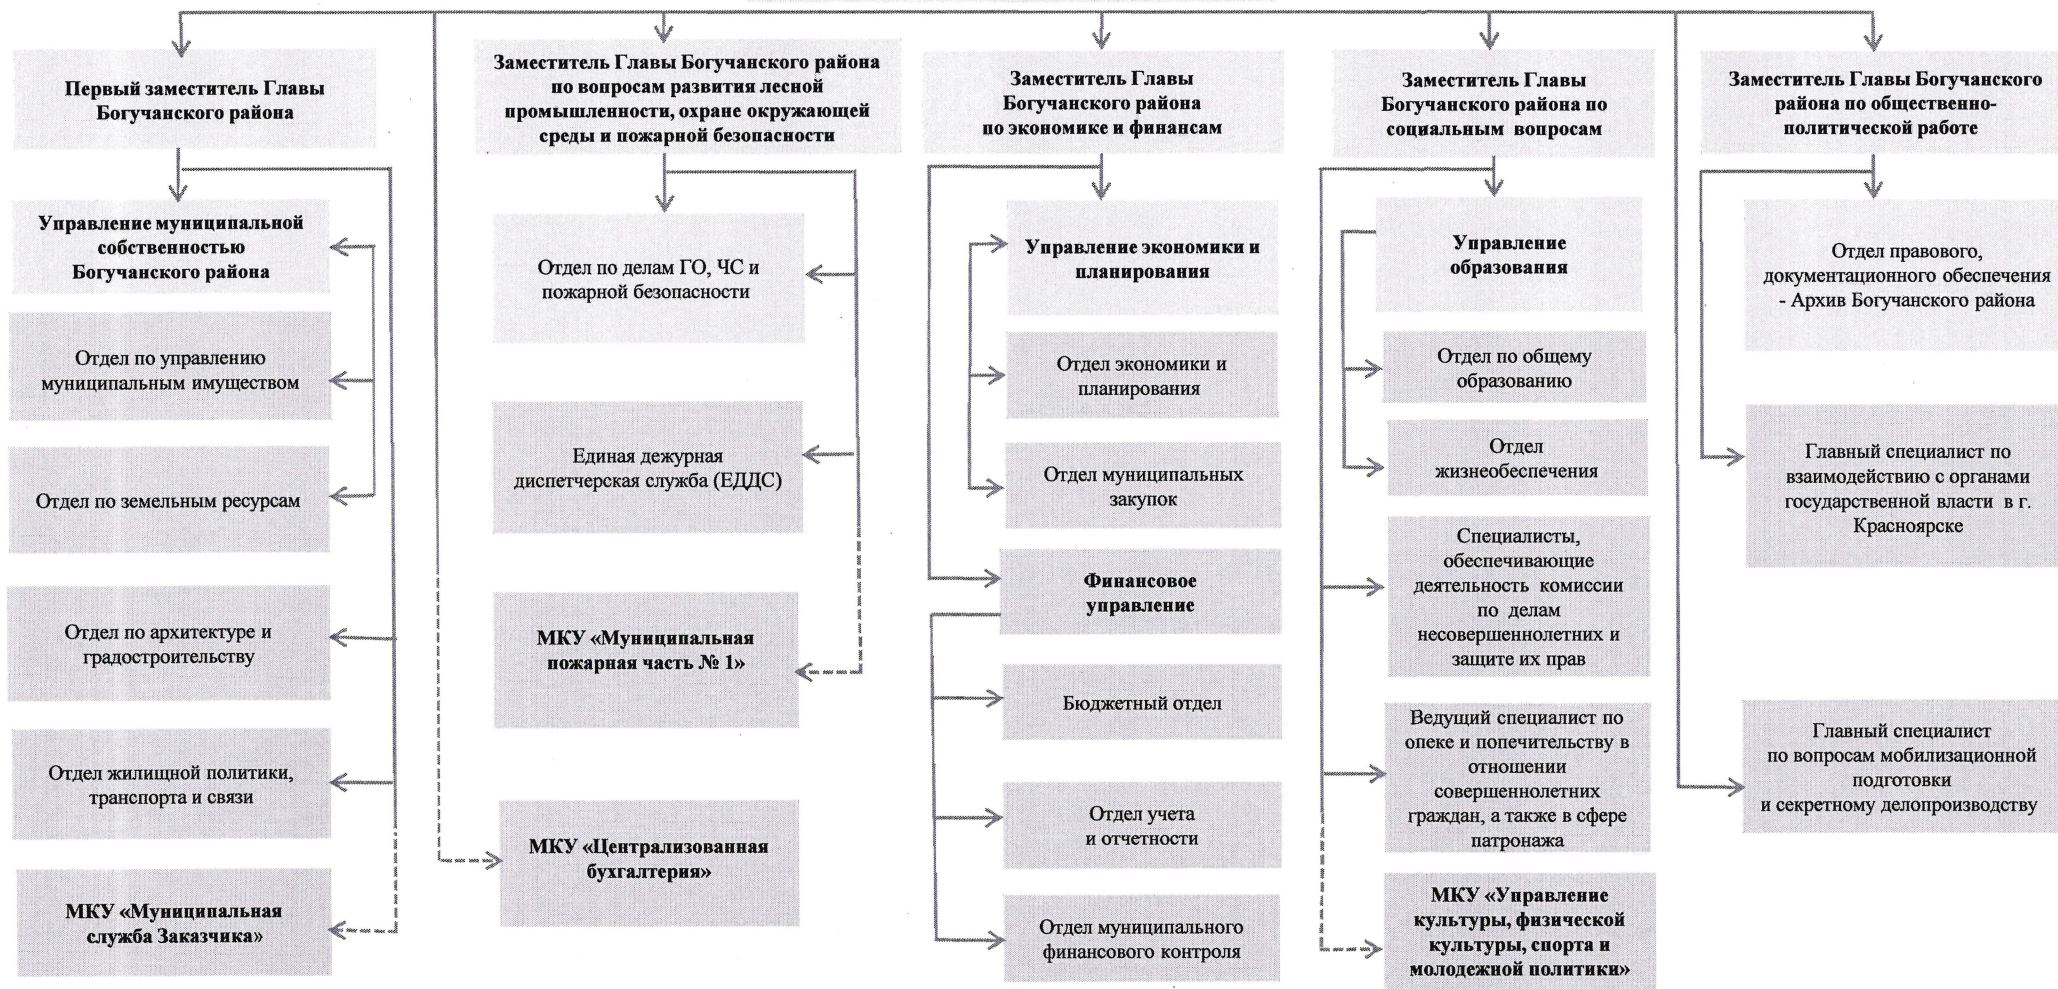 Первый заместитель Главы
Богучанского района
Управление муниципальной
собственностью
Богучанского района
Отдел по управлению
муниципальным имуществом
Отдел по земельным ресурсам
Отдел по архитектуре и
градостроительству
Отдел жилищной политики,
транспорта и связи
МКУ «Муниципальная
служба Заказчика»
Заместитель Главы Богучанского района
по вопросам развития лесной
промышленности, охране окружающей
среды и пожарной безопасности
Отдел по делам ГО, ЧС и
пожарной безопасности
Единая дежурная
диспетчерская служба (ЕДДС)
МКУ «Муниципальная
пожарная часть № 1»
МКУ «Централизованная
бухгалтерия»
Заместитель Главы
Богучанского района
по экономике и финансам
Управление экономики и
планирования
Отдел экономики и
планирования
Отдел муниципальных
закупок
Финансовое
управление
Бюджетный отдел
Отдел учета
и отчетности
Отдел муниципального
финансового контроля
Заместитель Главы
Богучанского района по
социальным вопросам
Управление
образования
Отдел по общему
образованию
Отдел
жизнеобеспечения
Специалисты,
обеспечивающие
деятельность комиссии
по делам
несовершеннолетних и
защите их прав
Ведущий специалист по
опеке и попечительству в
отношении
совершеннолетних
граждан, а также в сфере
патронажа
МКУ «Управление
культуры, физической
культуры, спорта и
молодежной политики»
Заместитель Главы Богучанского
района по общественно-
политической работе
Отдел правового,
документационного обеспечения
- Архив Богучанского района
Главный специалист по
взаимодействию с органами
государственной власти в г.
Красноярске
Главный специалист
по вопросам мобилизационной
подготовки
и секретному делопроизводству